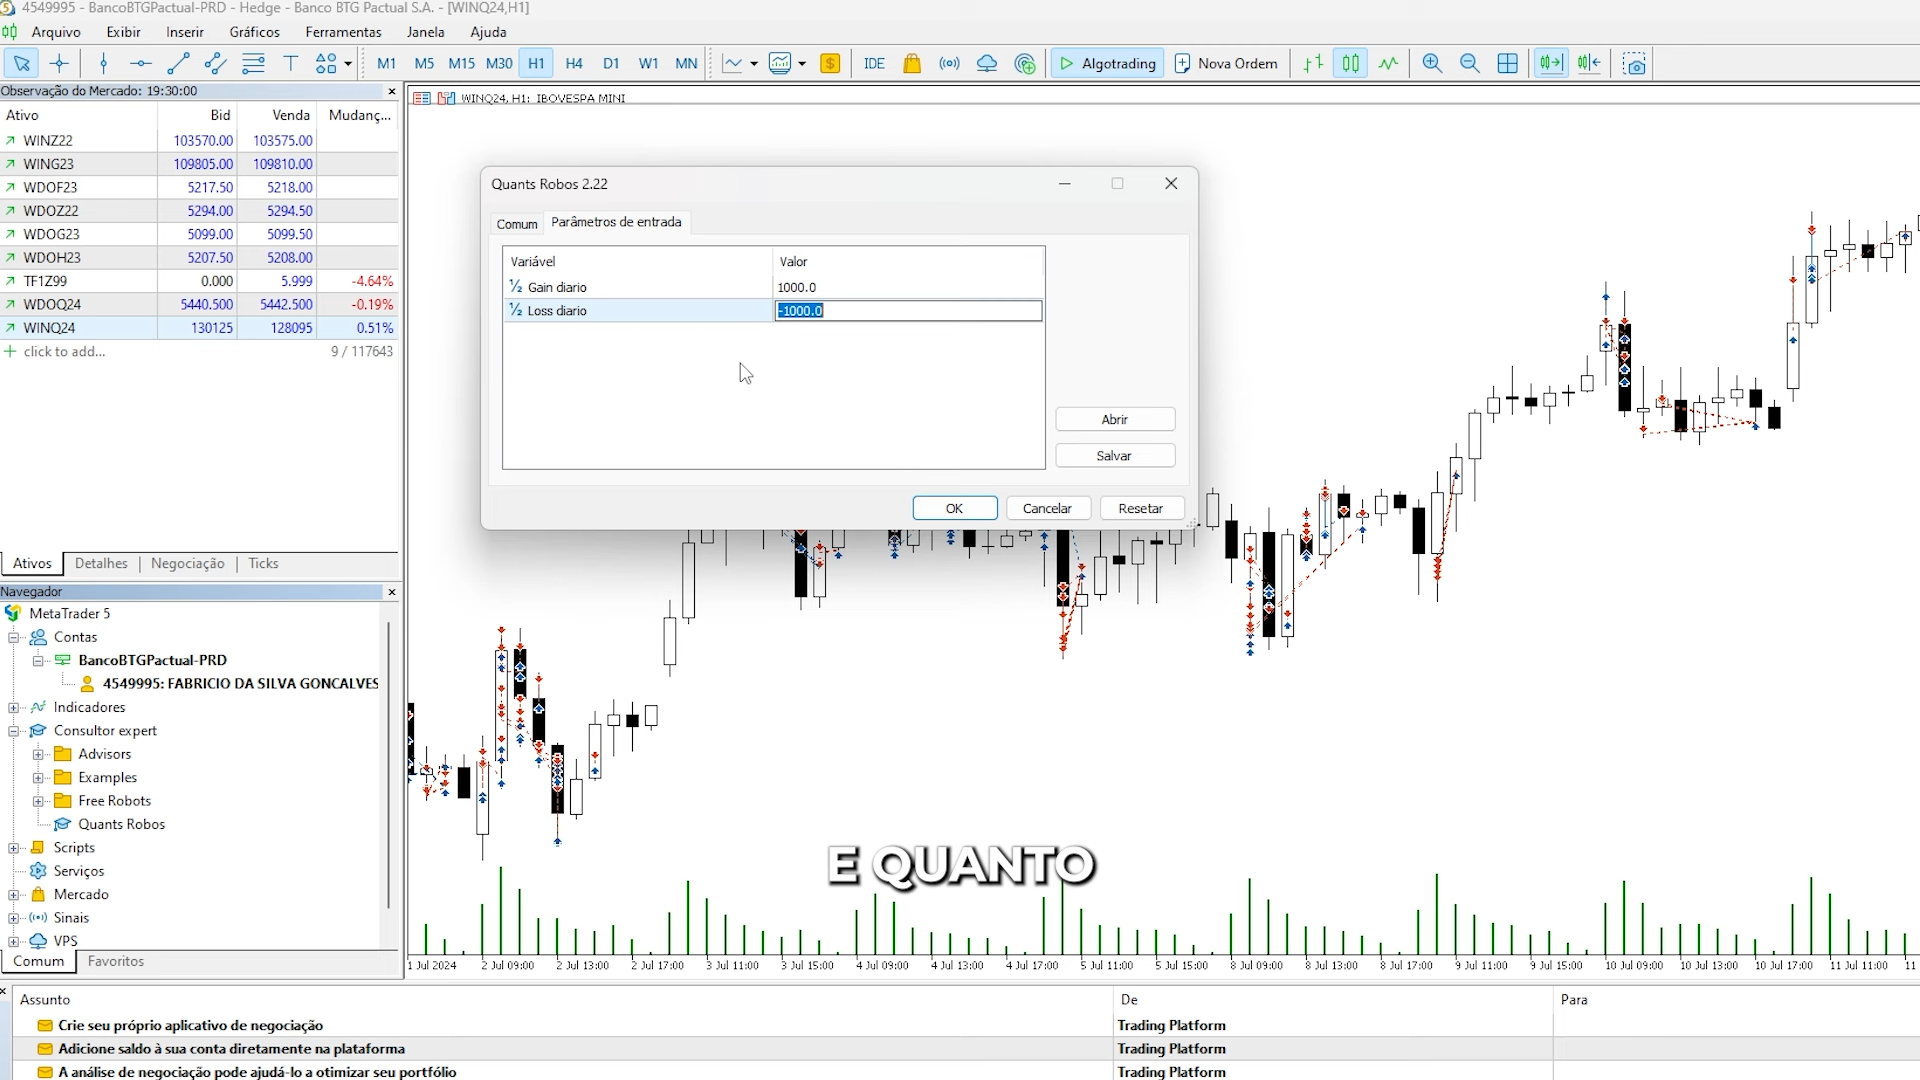 4549995 - BancoBTGPactual-PRD - Hedge - Banco BTG Pactual S.A. - [WINQ24,H1]
Arquivo Exibir Inserir Gráficos Ferramentas Janela Ajuda
M1 M5 M15 M30 H1 H4 D1 W1 MN IDE Algotrading Nova Ordem
Observação do Mercado: 19:30:00
Ativo Bid Venda Mudanç...
WINZ22 103570.00 103575.00
WING23 109805.00 109810.00
WDOF23 5217.50 5218.00
WDOZ22 5294.00 5294.50
WDOG23 5099.00 5099.50
WDOH23 5207.50 5208.00
TF1Z99 0.000 5.999 -4.64%
WDOQ24 5440.500 5442.500 -0.19%
WINQ24 130125 128095 0.51%
click to add... 9 / 117643
Ativos Detalhes Negociação Ticks
WINQ24, H1: IBOVESPA MINI
Quants Robos 2.22
Comum Parâmetros de entrada
Variável Valor
½ Gain diario 1000.0
½ Loss diario -1000.0
Abrir
Salvar
OK Cancelar Resetar
Navegador
MetaTrader 5
Contas
BancoBTGPactual-PRD
4549995: FABRICIO DA SILVA GONCALVES
Indicadores
Consultor expert
Advisors
Examples
Free Robots
Quants Robos
Scripts
Serviços
Mercado
Sinais
VPS
Comum Favoritos
E QUANTO
1 Jul 2024 2 Jul 09:00 2 Jul 13:00 2 Jul 17:00 3 Jul 11:00 3 Jul 15:00 4 Jul 09:00 4 Jul 13:00 4 Jul 17:00 5 Jul 11:00 5 Jul 15:00 8 Jul 09:00 8 Jul 13:00 8 Jul 17:00 9 Jul 11:00 9 Jul 15:00 10 Jul 09:00 10 Jul 13:00 10 Jul 17:00 11 Jul 11:00 11
Assunto De Para
Crie seu próprio aplicativo de negociação Trading Platform
Adicione saldo à sua conta diretamente na plataforma Trading Platform
A análise de negociação pode ajudá-lo a otimizar seu portfólio Trading Platform